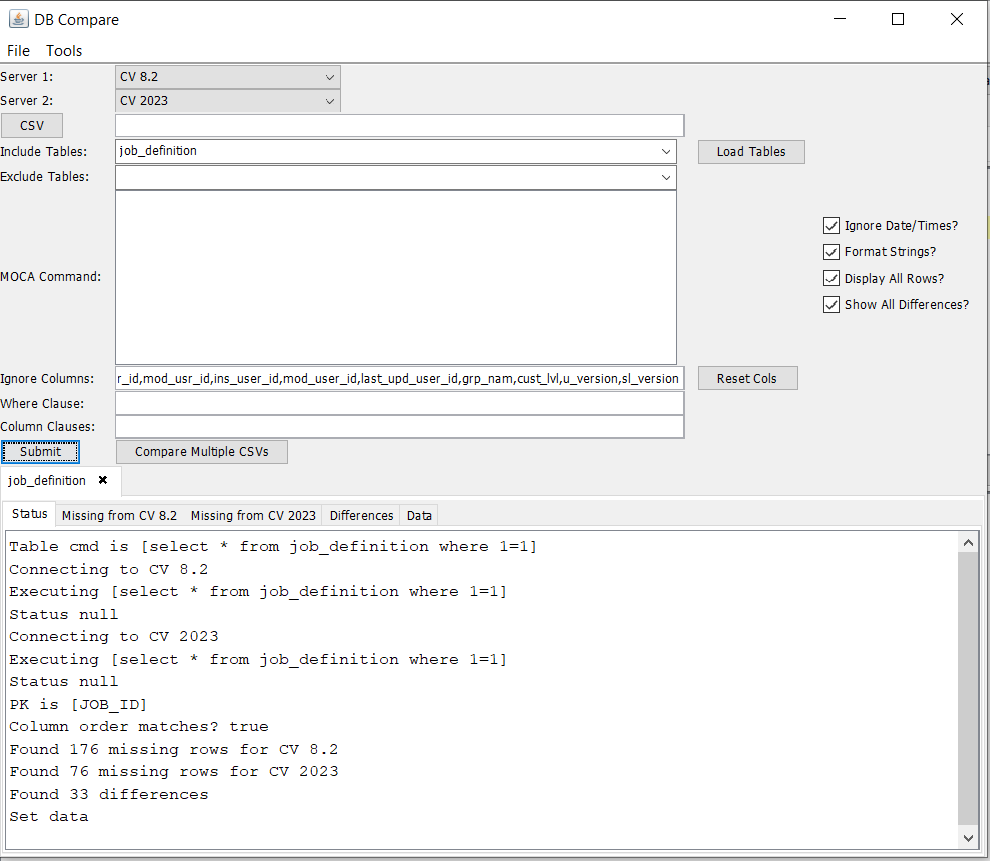 DB Compare
File Tools
Server 1: CV 8.2
Server 2: CV 2023
CSV
Include Tables: job_definition Load Tables
Exclude Tables:
Ignore Date/Times?
Format Strings?
MOCA Command:
Display All Rows?
Show All Differences?
Ignore Columns: r_id,mod_usr_id,ins_user_id,mod_user_id,last_upd_user_id,grp_nam,cust_lvl,u_version,sl_version Reset Cols
Where Clause:
Column Clauses:
Submit Compare Multiple CSVs
job_definition ✖
Status Missing from CV 8.2 Missing from CV 2023 Differences Data
Table cmd is [select * from job_definition where 1=1]
Connecting to CV 8.2
Executing [select * from job_definition where 1=1]
Status null
Connecting to CV 2023
Executing [select * from job_definition where 1=1]
Status null
PK is [JOB_ID]
Column order matches? true
Found 176 missing rows for CV 8.2
Found 76 missing rows for CV 2023
Found 33 differences
Set data